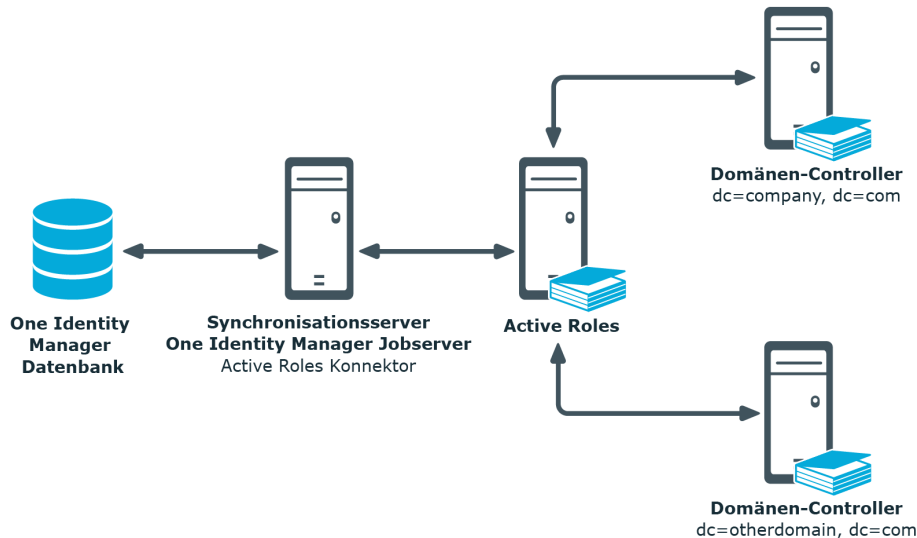 Domänen-Controller
dc=company, dc=com
One Identity
Manager
Datenbank
Synchronisationsserver
One Identity Manager Jobserver
Active Roles Konnektor
Active Roles
Domänen-Controller
dc=otherdomain, dc=com